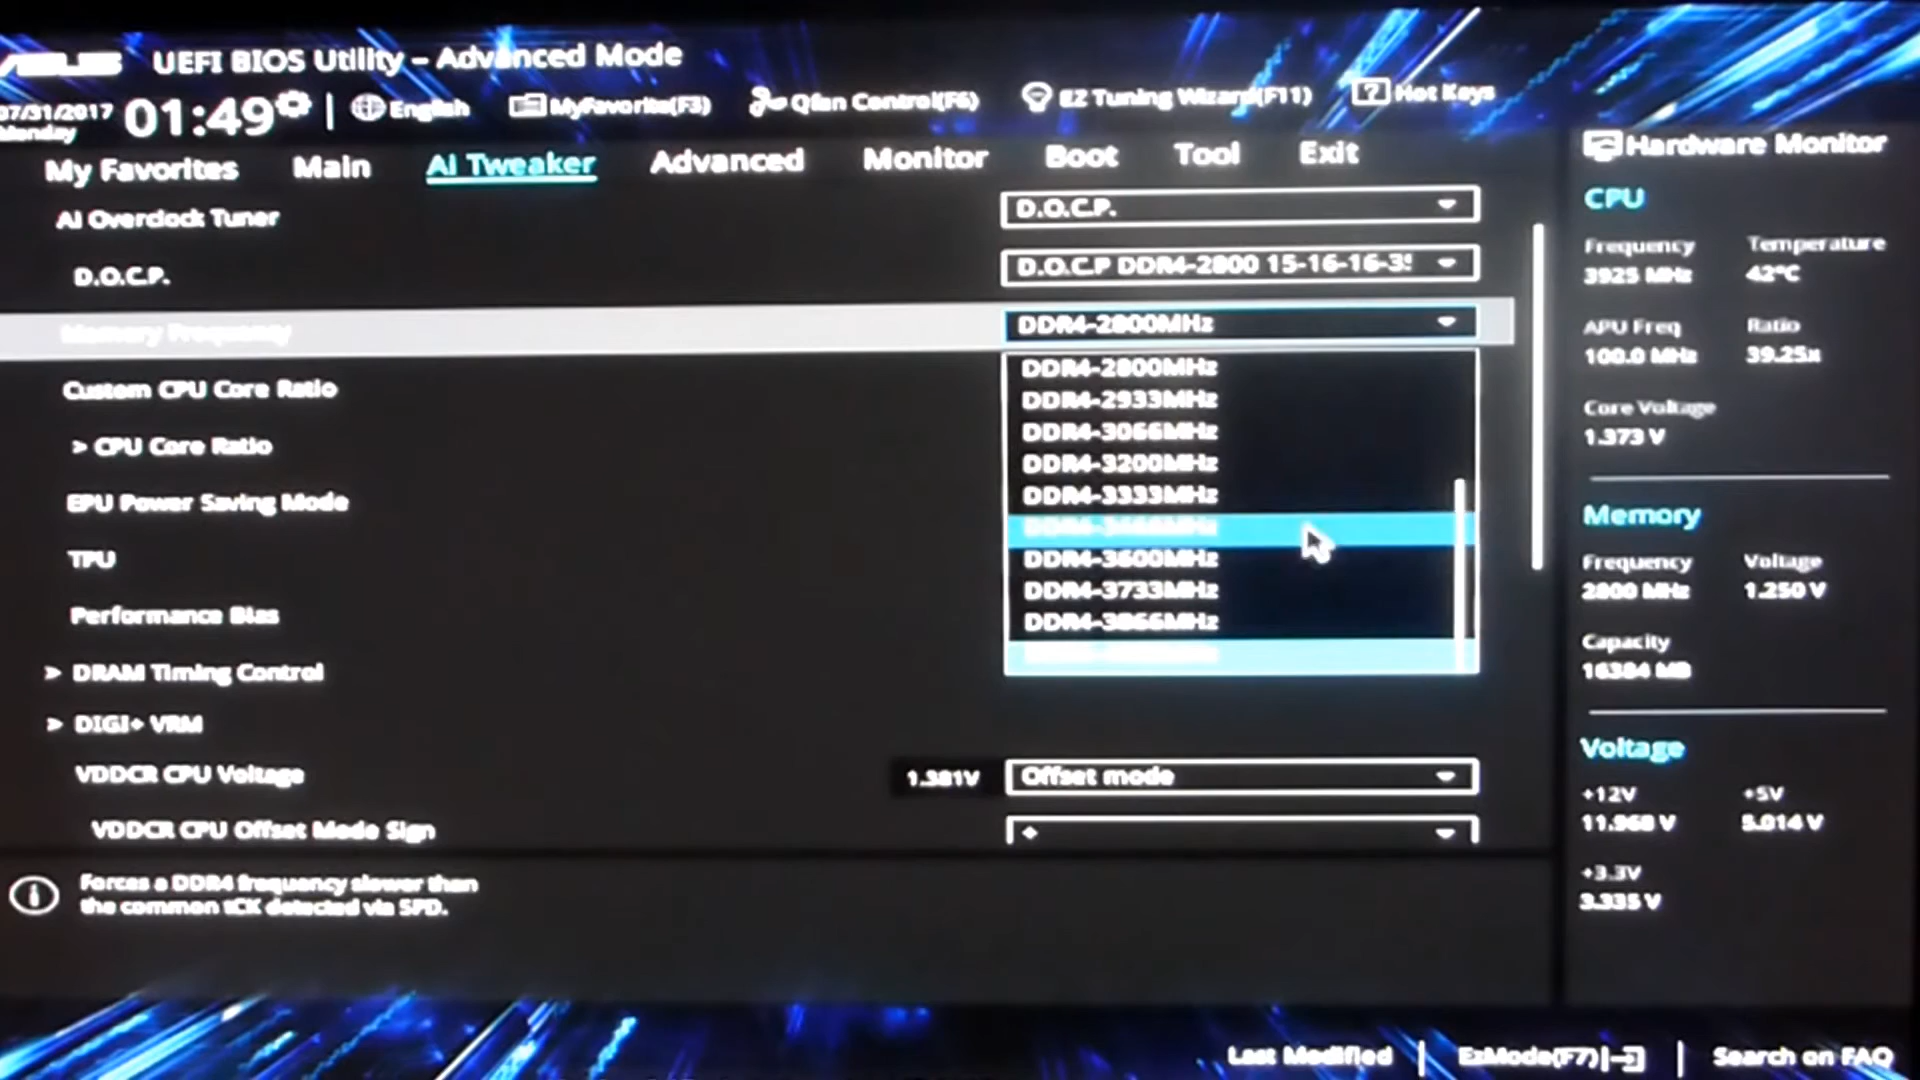 ASUS UEFI BIOS Utility – Advanced Mode
07/31/2017 Monday 01:49 English MyFavorite(F3) Qfan Control(F6) EZ Tuning Wizard(F11) Hot Keys
My Favorites Main Ai Tweaker Advanced Monitor Boot Tool Exit
Ai Overclock Tuner D.O.C.P.
D.O.C.P. D.O.C.P DDR4-2800 15-16-16-3
Memory Frequency DDR4-2800MHz
DDR4-2800MHz
DDR4-2933MHz
DDR4-3066MHz
DDR4-3200MHz
DDR4-3333MHz
DDR4-3600MHz
DDR4-3733MHz
DDR4-3866MHz
Custom CPU Core Ratio
> CPU Core Ratio
EPU Power Saving Mode
TPU
Performance Bias
> DRAM Timing Control
> DIGI+ VRM
VDDCR CPU Voltage 1.381V Offset mode
VDDCR CPU Offset Mode Sign +
Forces a DDR4 frequency slower than
the common tCK detected via SPD.
Hardware Monitor
CPU
Frequency Temperature
3925 MHz 42°C
APU Freq Ratio
100.0 MHz 39.25x
Core Voltage
1.373 V
Memory
Frequency Voltage
2800 MHz 1.250 V
Capacity
16384 MB
Voltage
+12V +5V
11.968 V 5.014 V
+3.3V
3.335 V
Last Modified EzMode(F7) Search on FAQ